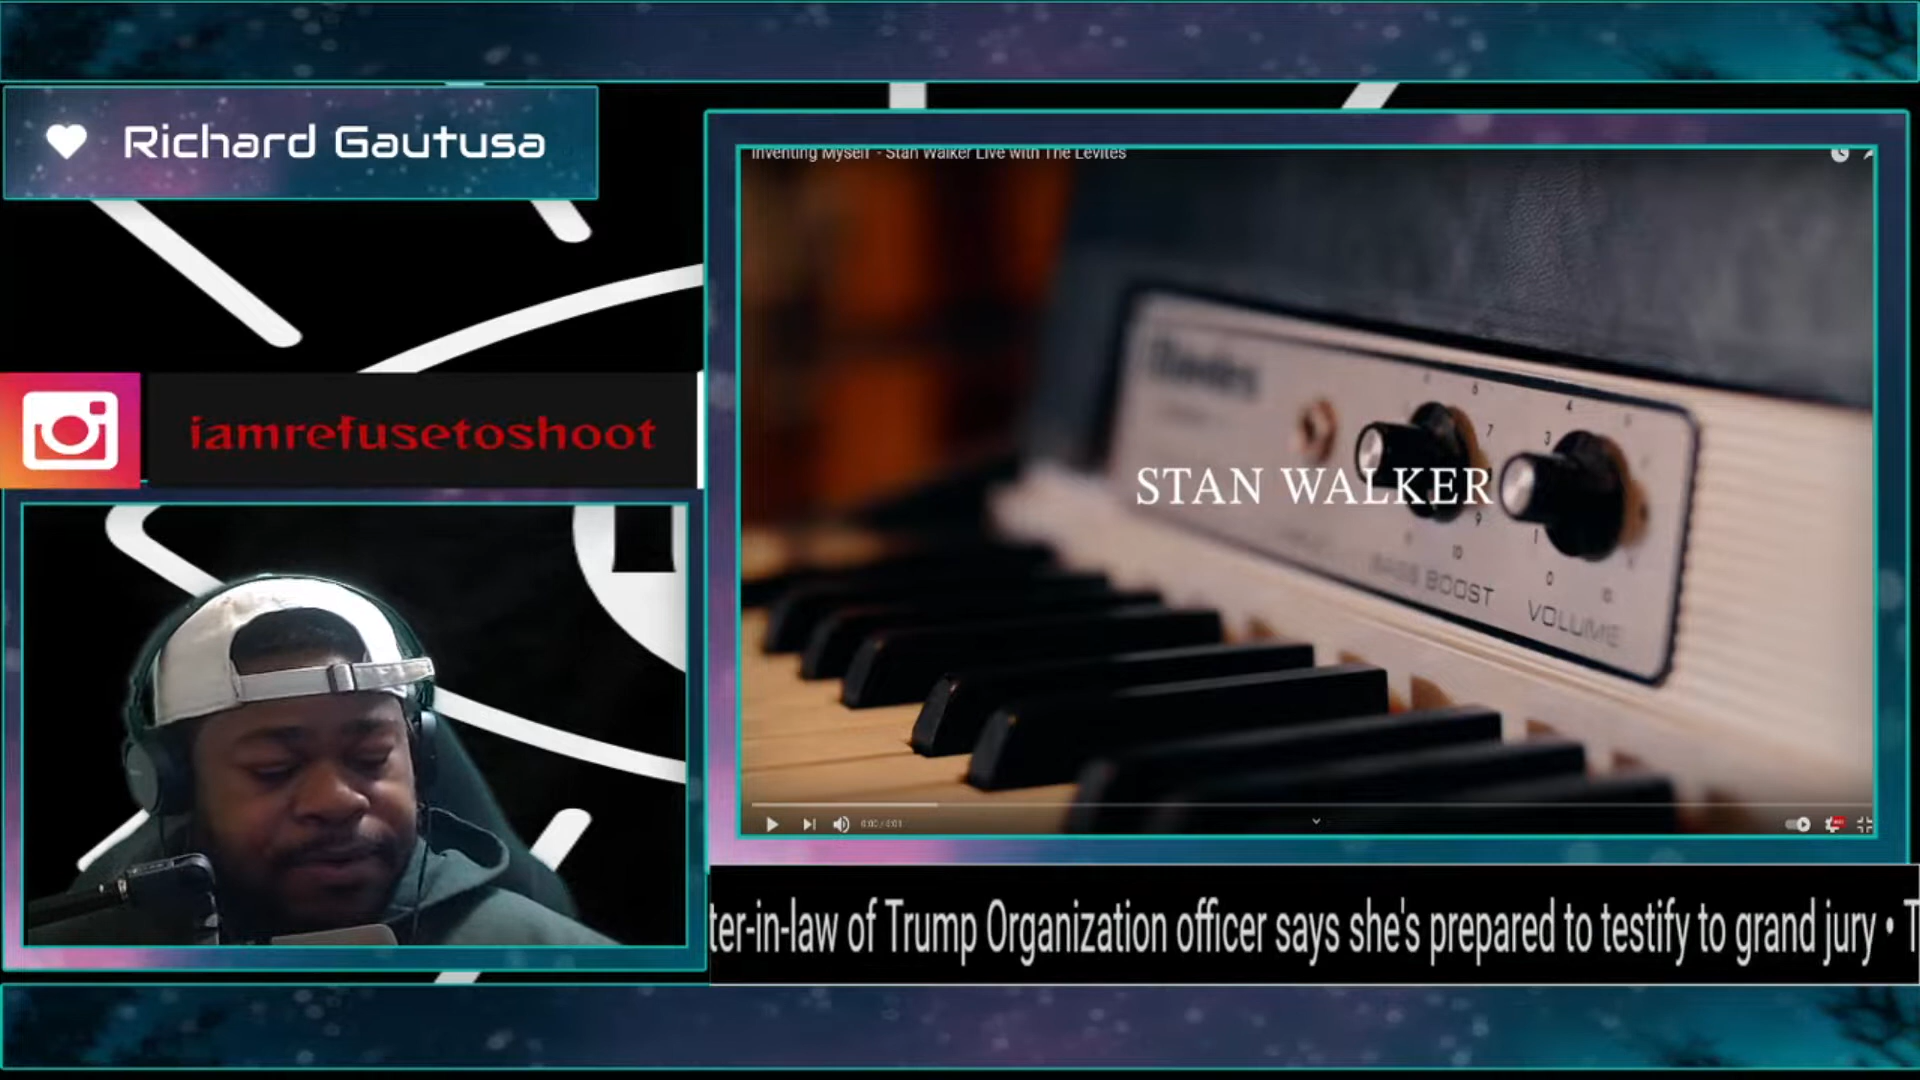 Richard Gautusa
Inventing Myself - Stan Walker Live with The Levites
iamrefusetoshoot
STAN WALKER
BASS BOOST
VOLUME
ter-in-law of Trump Organization officer says she's prepared to testify to grand jury • T